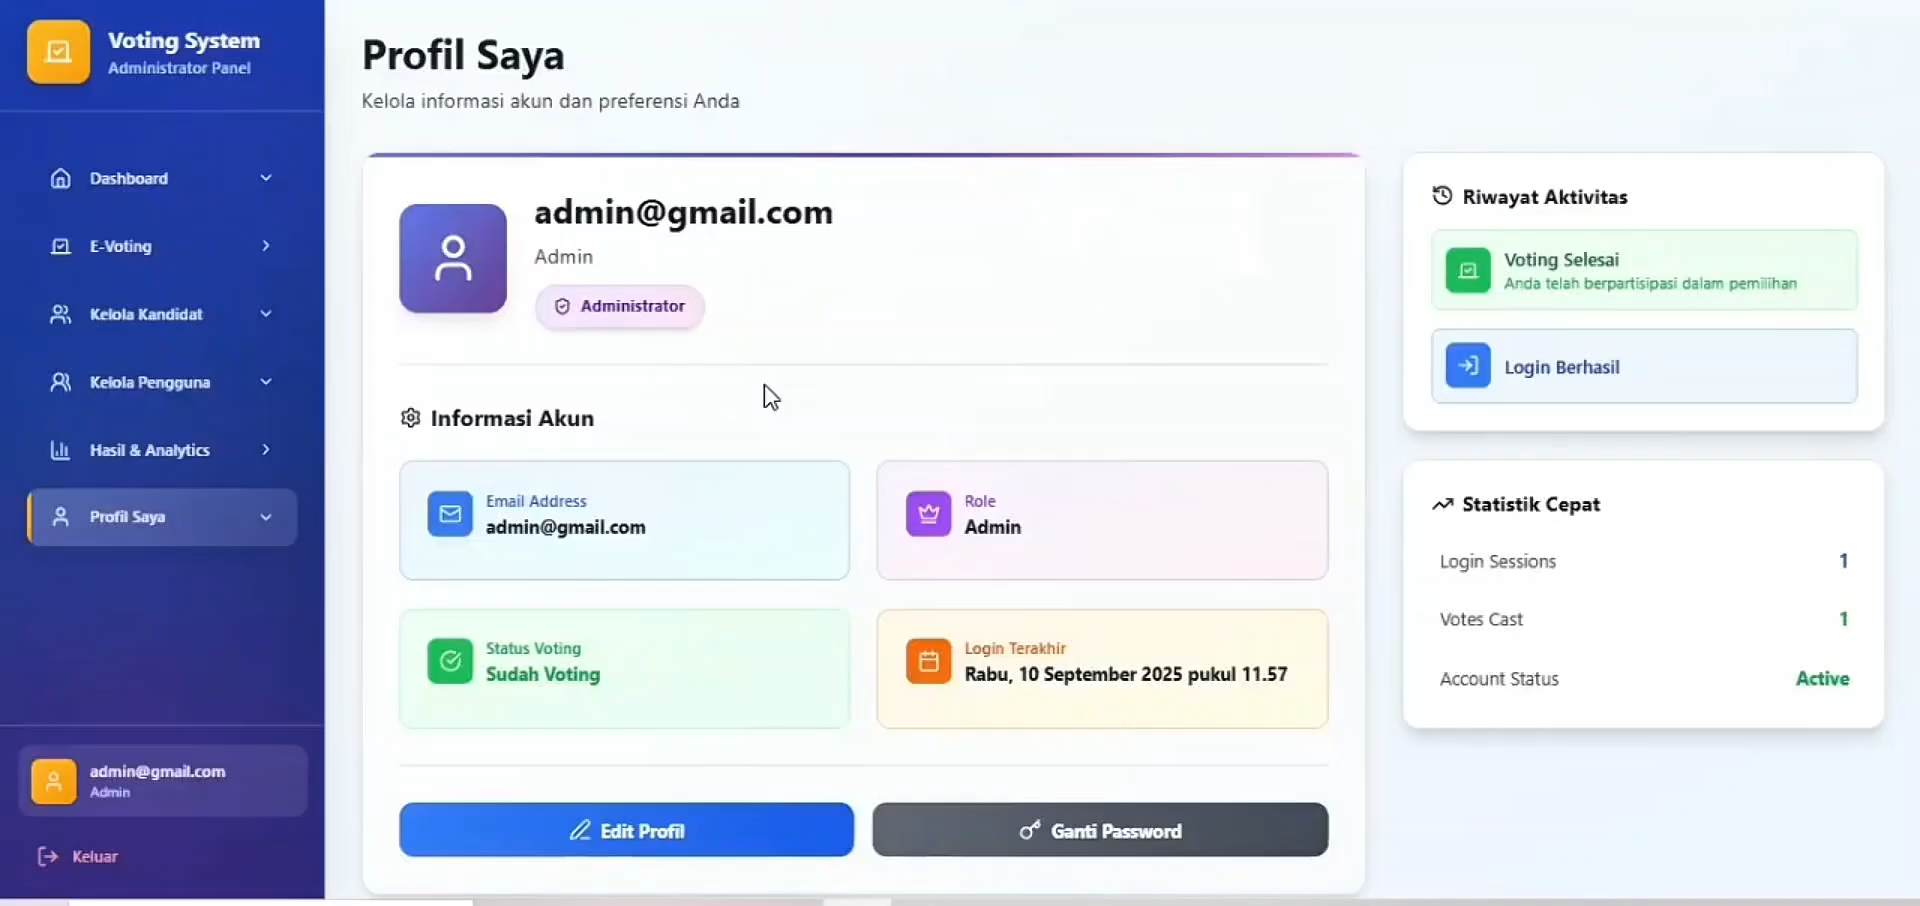 Voting System
Administrator Panel
Dashboard
E-Voting
Kelola Kandidat
Kelola Pengguna
Hasil & Analytics
Profil Saya
admin@gmail.com
Admin
Keluar
Profil Saya
Kelola informasi akun dan preferensi Anda
admin@gmail.com
Admin
Administrator
Informasi Akun
Email Address
admin@gmail.com
Role
Admin
Status Voting
Sudah Voting
Login Terakhir
Rabu, 10 September 2025 pukul 11.57
Edit Profil
Ganti Password
Riwayat Aktivitas
Voting Selesai
Anda telah berpartisipasi dalam pemilihan
Login Berhasil
Statistik Cepat
Login Sessions 1
Votes Cast 1
Account Status Active